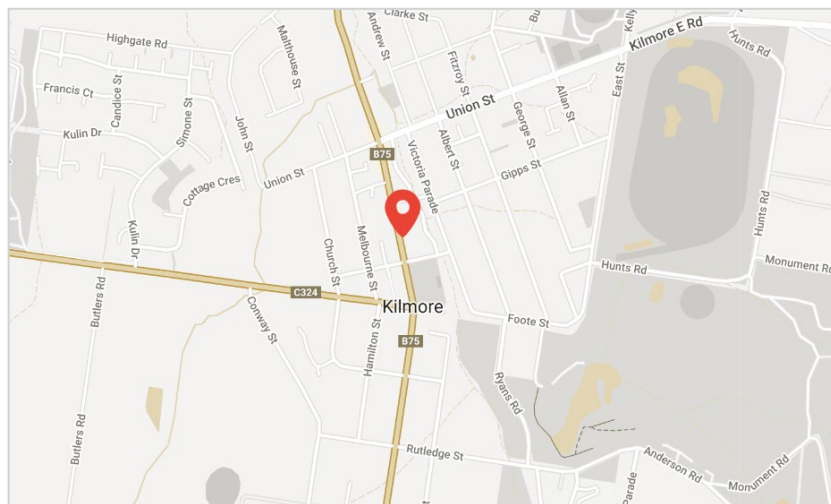 Clarke St
Highgate Rd
Malthouse St
Andrew St
Fitzroy St
Kelly
Bu
Kilmore E Rd
Hunts Rd
Francis Ct
Candice St
Simone St
John St
Union St
George St
Allan St
East St
Kulin Dr
B75
Victoria Parade
Albert St
Gipps St
Cottage Cres
Union St
Kulin Dr
Church St
Melbourne St
Hunts Rd
Hunts Rd
Monument Rd
Butlers Rd
C324
Conway St
Kilmore
Hamilton St
B75
Foote St
Ryans Rd
Butlers Rd
Rutledge St
Anderson Rd
Monument Rd
Parade